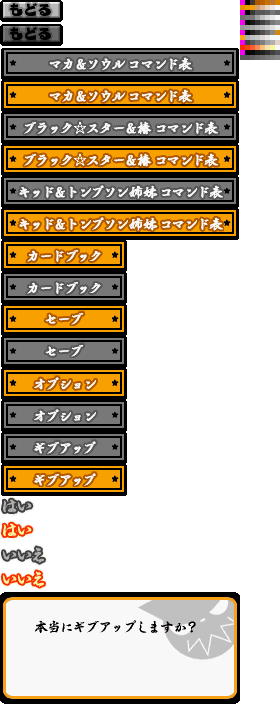 もどる
もどる
マカ&ソウル コマンド表
マカ&ソウル コマンド表
ブラック☆スター&椿 コマンド表
ブラック☆スター&椿 コマンド表
キッド&トンプソン姉妹 コマンド表
キッド&トンプソン姉妹 コマンド表
カードブック
カードブック
セーブ
セーブ
オプション
オプション
ギブアップ
ギブアップ
はい
はい
いいえ
いいえ
本当にギブアップしますか?